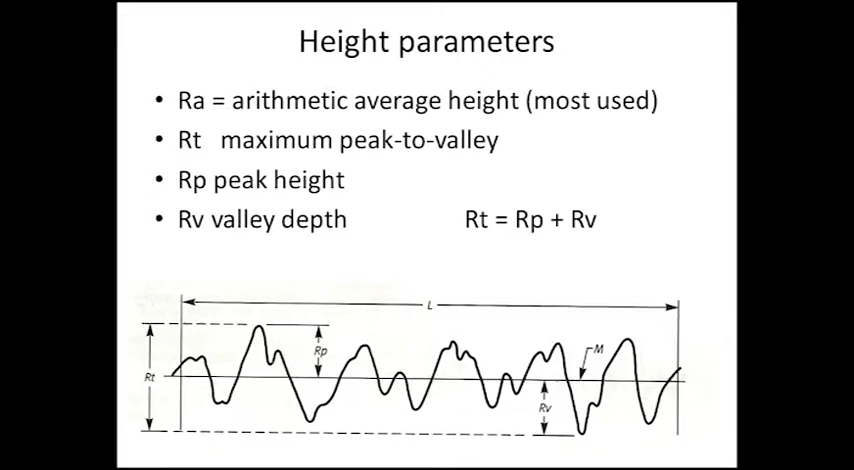 Height parameters
• Ra = arithmetic average height (most used)
• Rt maximum peak-to-valley
• Rp peak height
• Rv valley depth Rt = Rp + Rv
L
Rp
M
Rt
Rv